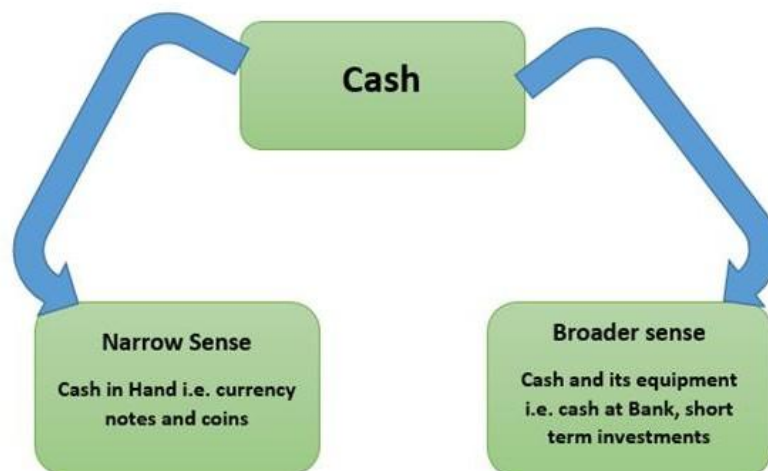 Cash
Narrow Sense
Cash in Hand i.e. currency
notes and coins
Broader sense
Cash and its equipment
i.e. cash at Bank, short
term investments